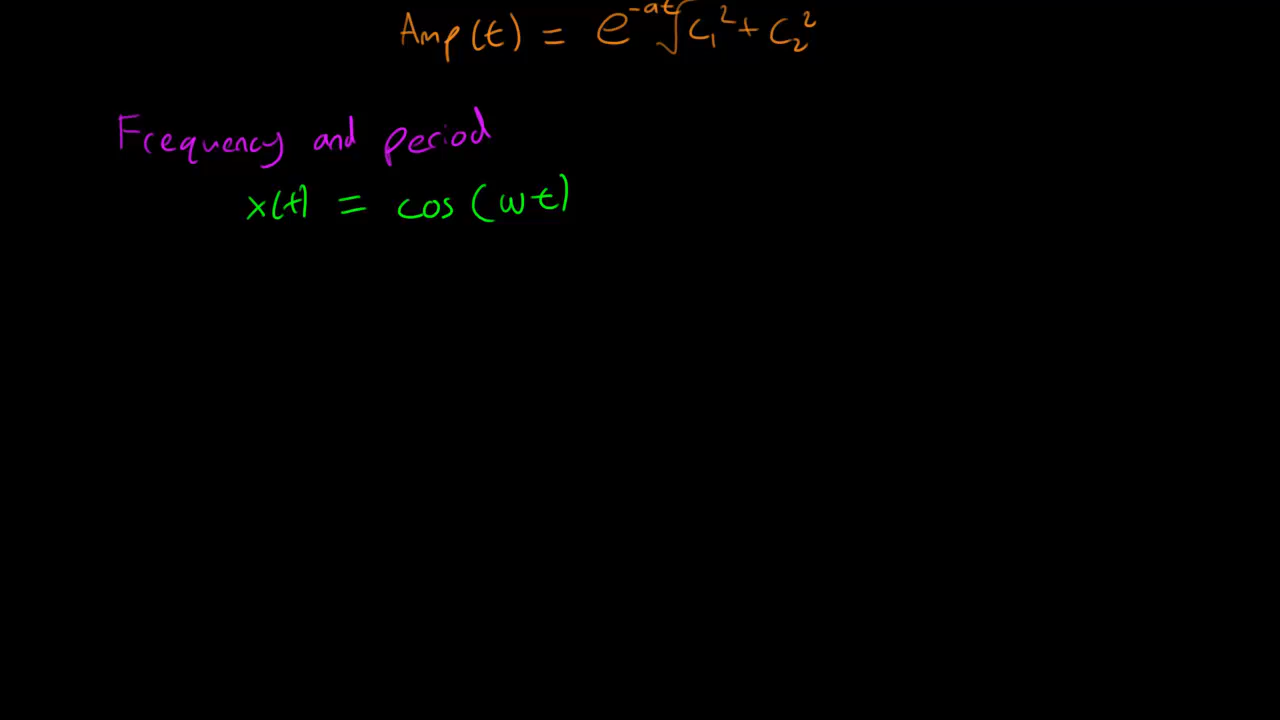 Amp(t) = e^{-at}√(c₁² + c₂²)
Frequency and period
x(t) = cos(ωt)